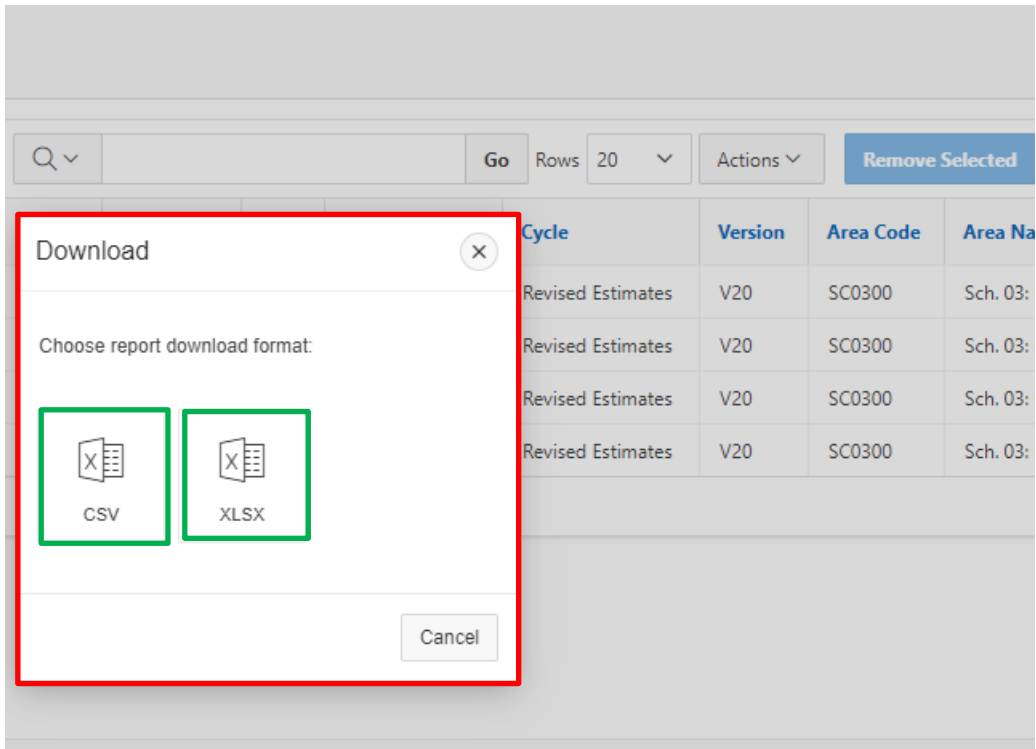 Go Rows 20 Actions Remove Selected
Cycle Version Area Code Area Na
Revised Estimates V20 SC0300 Sch. 03:
Revised Estimates V20 SC0300 Sch. 03:
Revised Estimates V20 SC0300 Sch. 03:
Revised Estimates V20 SC0300 Sch. 03:
Download
Choose report download format:
CSV XLSX
Cancel